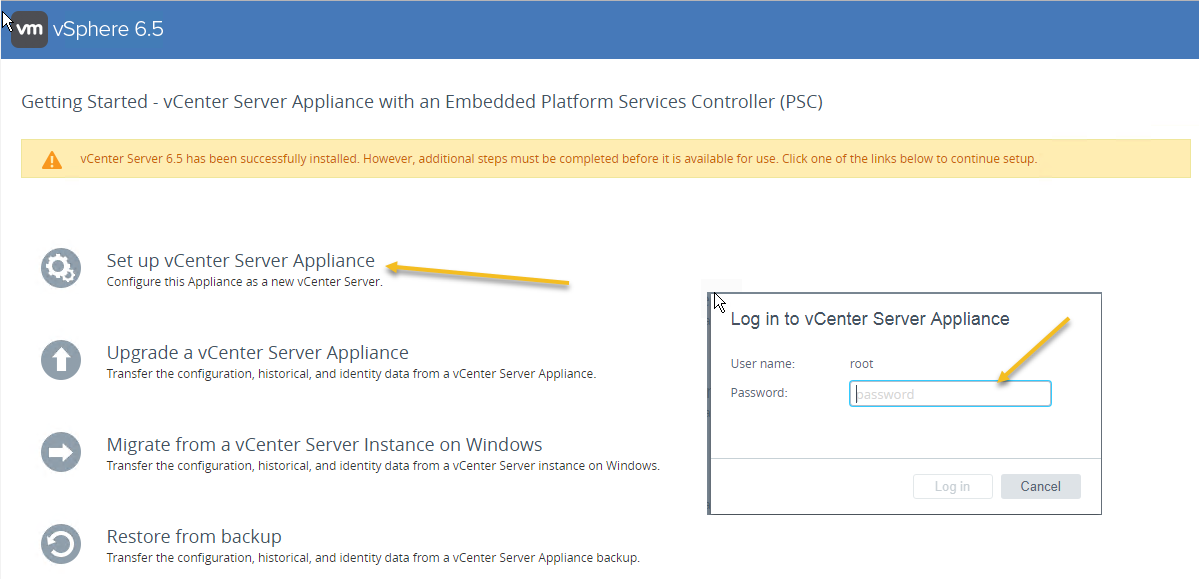 vm vSphere 6.5
Getting Started - vCenter Server Appliance with an Embedded Platform Services Controller (PSC)
vCenter Server 6.5 has been successfully installed. However, additional steps must be completed before it is available for use. Click one of the links below to continue setup.
Set up vCenter Server Appliance
Configure this Appliance as a new vCenter Server.
Upgrade a vCenter Server Appliance
Transfer the configuration, historical, and identity data from a vCenter Server Appliance.
Migrate from a vCenter Server Instance on Windows
Transfer the configuration, historical, and identity data from a vCenter Server instance on Windows.
Restore from backup
Transfer the configuration, historical, and identity data from a vCenter Server Appliance backup.
Log in to vCenter Server Appliance
User name: root
Password: password
Log in Cancel